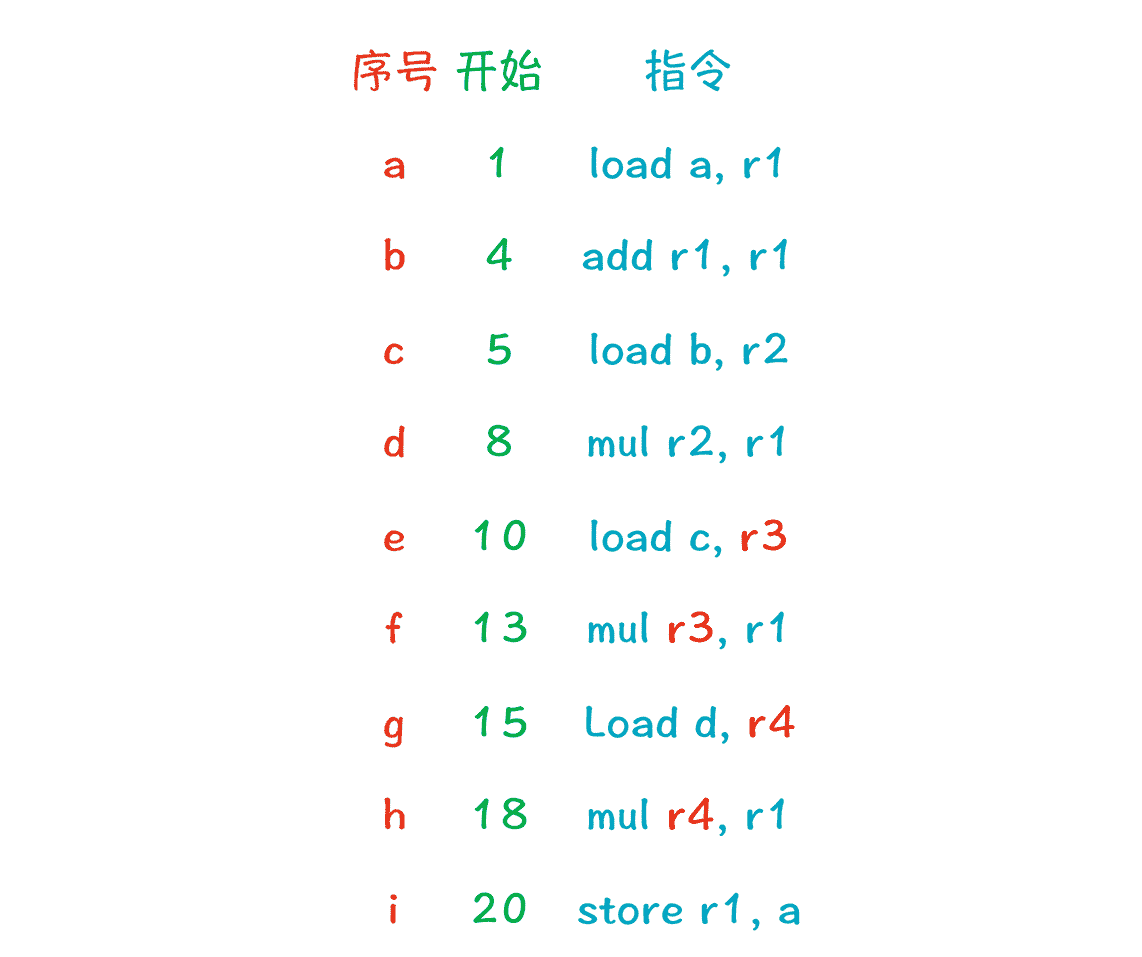 序号 开始 指令
a 1 load a, r1
b 4 add r1, r1
c 5 load b, r2
d 8 mul r2, r1
e 10 load c, r3
f 13 mul r3, r1
g 15 Load d, r4
h 18 mul r4, r1
i 20 store r1, a